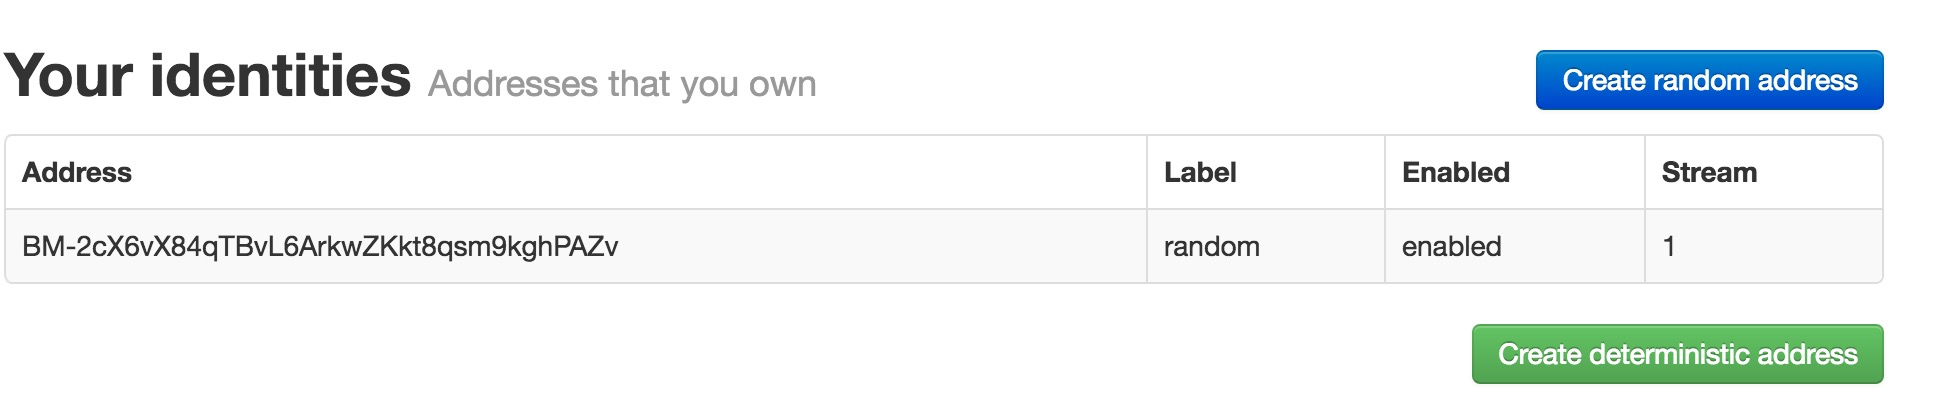 Your identities Addresses that you own
Create random address
Address Label Enabled Stream
BM-2cX6vX84qTBvL6ArkwZKkt8qsm9kghPAZv random enabled 1
Create deterministic address